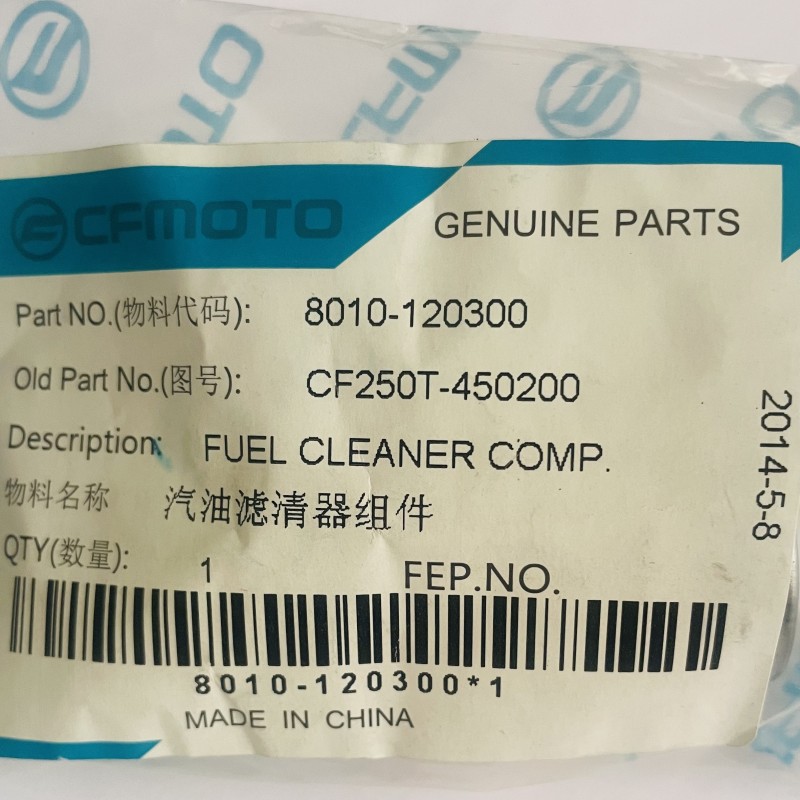 CFMOTO
GENUINE PARTS
Part NO.(物料代码): 8010-120300
Old Part No.(图号): CF250T-450200
Description: FUEL CLEANER COMP.
物料名称 汽油滤清器组件
QTY(数量): 1 FEP.NO.
8010-120300*1
MADE IN CHINA
2014-5-8